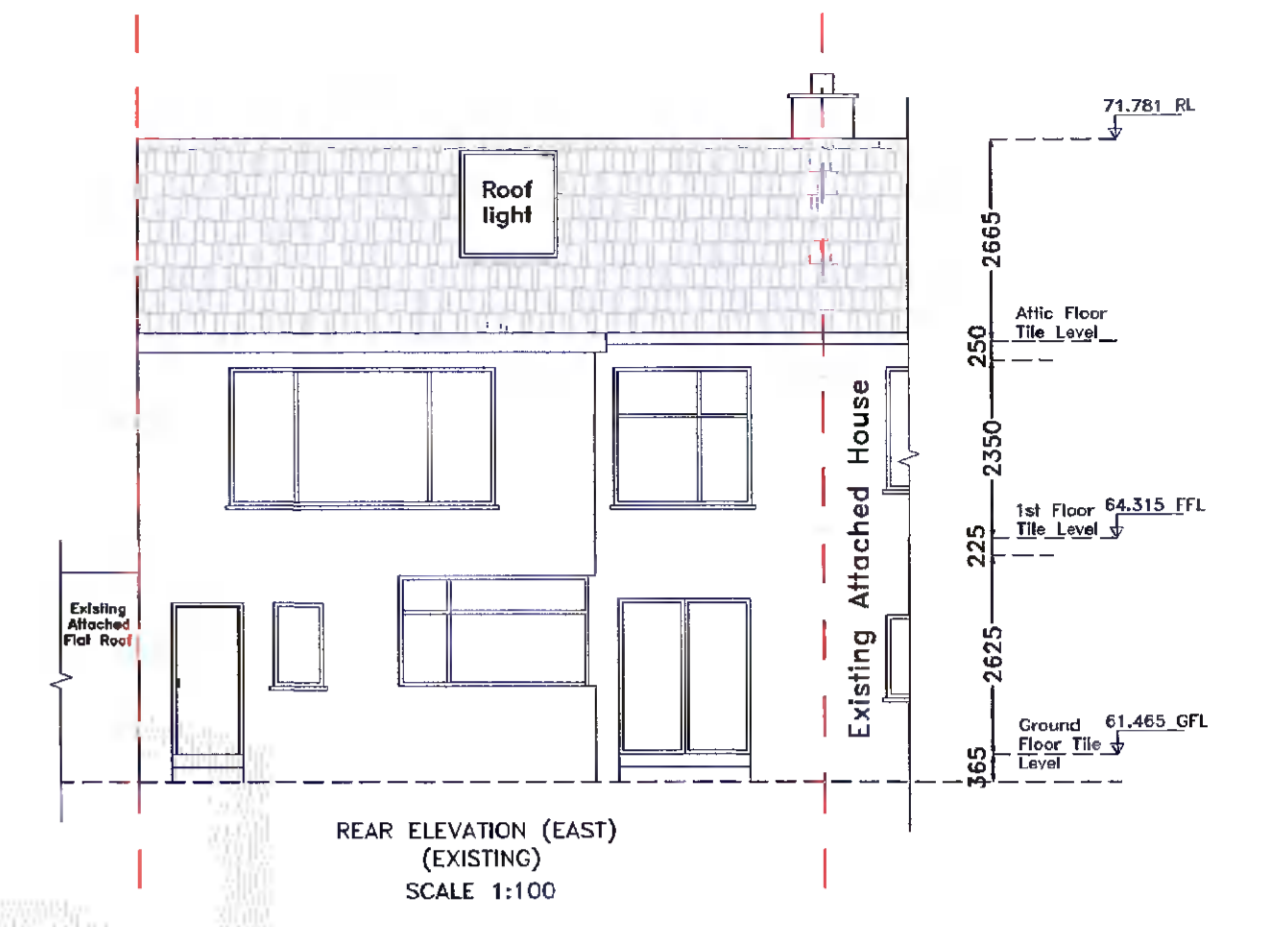 71.781 RL
Roof
light
2665
Attic Floor
Tile Level
250
2350
Existing Attached House
1st Floor
Tile Level
64.315 FFL
225
Existing
Attached
Flat Roof
2625
Ground
Floor Tile
Level
61.465 GFL
365
REAR ELEVATION (EAST)
(EXISTING)
SCALE 1:100